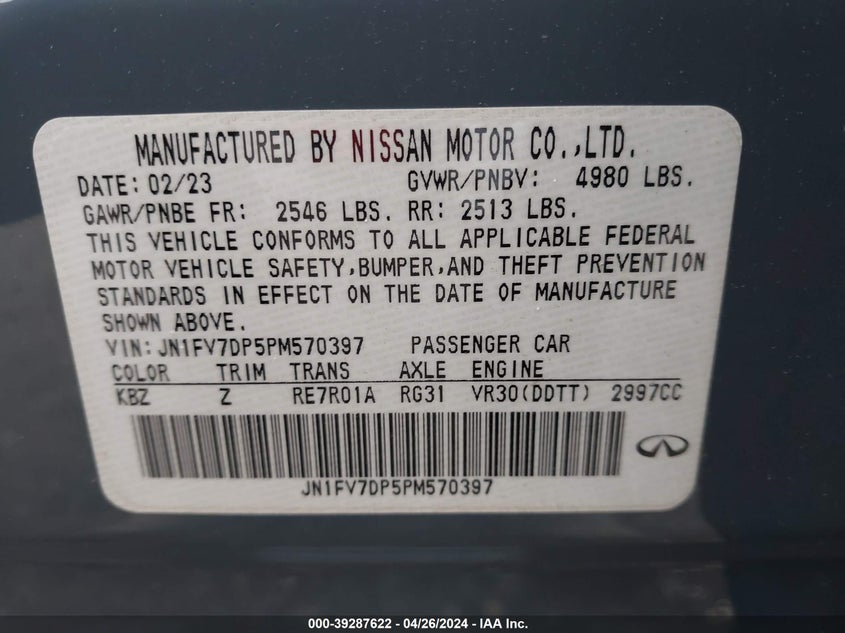 MANUFACTURED BY NISSAN MOTOR CO.,LTD.
DATE: 02/23 GVWR/PNBV: 4980 LBS.
GAWR/PNBE FR: 2546 LBS. RR: 2513 LBS.
THIS VEHICLE CONFORMS TO ALL APPLICABLE FEDERAL
MOTOR VEHICLE SAFETY,BUMPER,AND THEFT PREVENTION
STANDARDS IN EFFECT ON THE DATE OF MANUFACTURE
SHOWN ABOVE.
VIN: JN1FV7DP5PM570397 PASSENGER CAR
COLOR TRIM TRANS AXLE ENGINE
KBZ Z RE7R01A RG31 VR30(DDTT) 2997CC
JN1FV7DP5PM570397
000-39287622 - 04/26/2024 - IAA Inc.